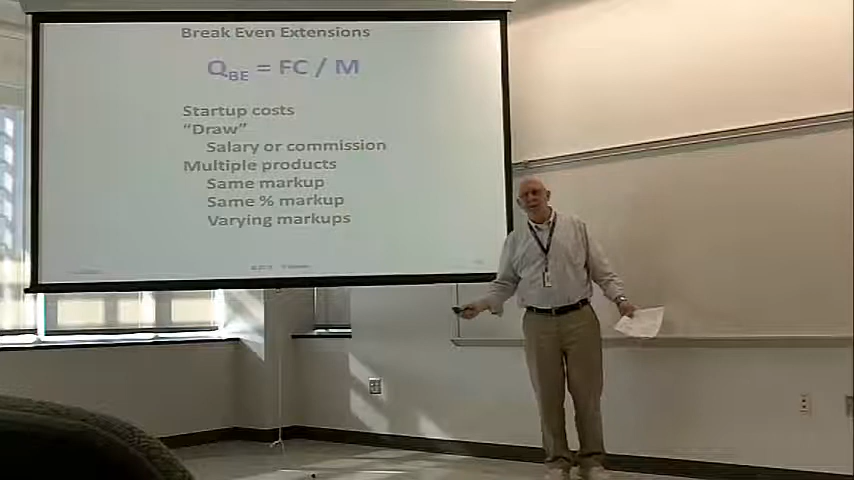 Break Even Extensions
QBE = FC / M
Startup costs
“Draw”
Salary or commission
Multiple products
Same markup
Same % markup
Varying markups